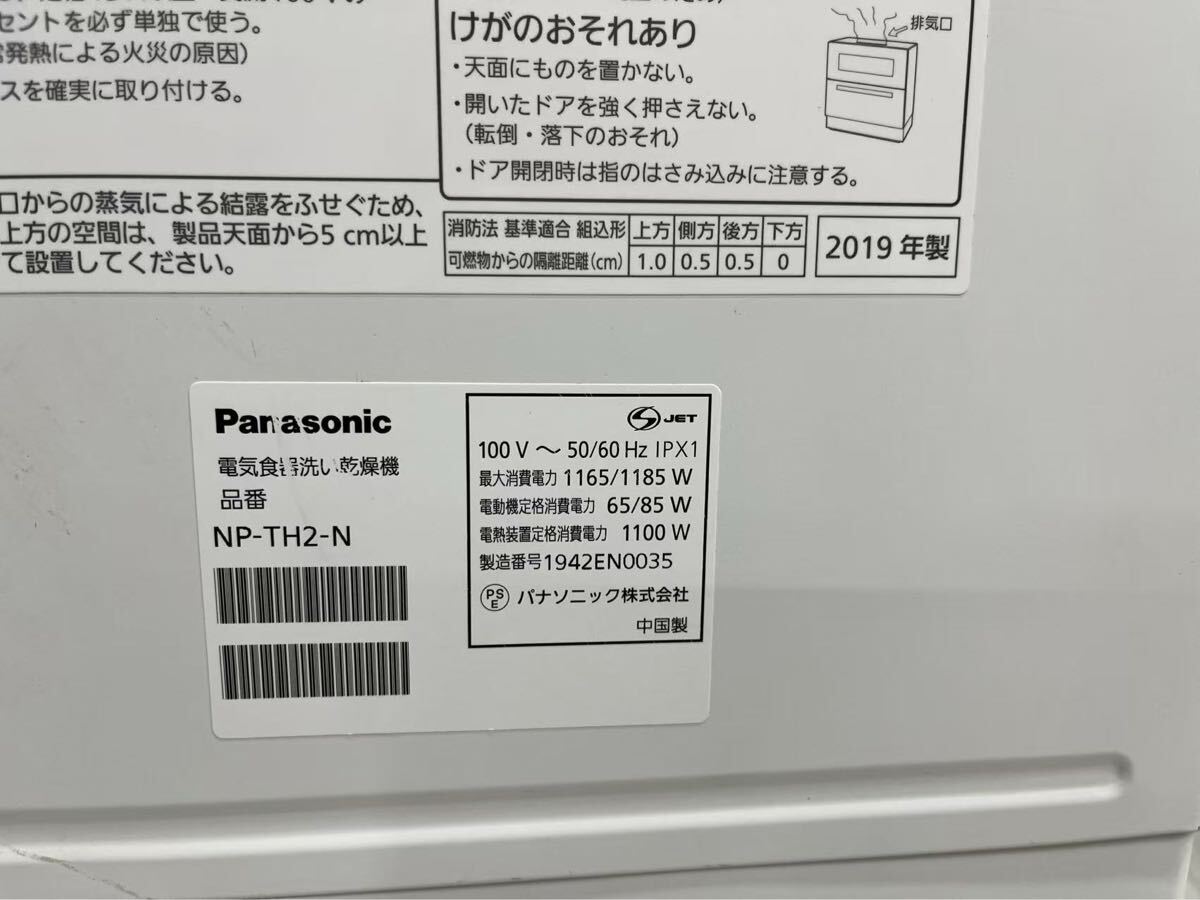 セントを必ず単独で使う。
発熱による火災の原因）
スを確実に取り付ける。
口からの蒸気による結露をふせぐため、
上方の空間は、製品天面から5 cm以上
て設置してください。
けがのおそれあり
・天面にものを置かない。
・開いたドアを強く押さえない。
（転倒・落下のおそれ）
・ドア開閉時は指のはさみ込みに注意する。
排気口
消防法 基準適合 組込形 上方 側方 後方 下方
可燃物からの隔離距離(cm) 1.0 0.5 0.5 0
2019 年製
Panasonic
電気食器洗い乾燥機
品番
NP-TH2-N
S JET
100 V ～ 50/60 Hz IPX1
最大消費電力 1165/1185 W
電動機定格消費電力 65/85 W
電熱装置定格消費電力 1100 W
製造番号 1942EN0035
PS E パナソニック株式会社
中国製